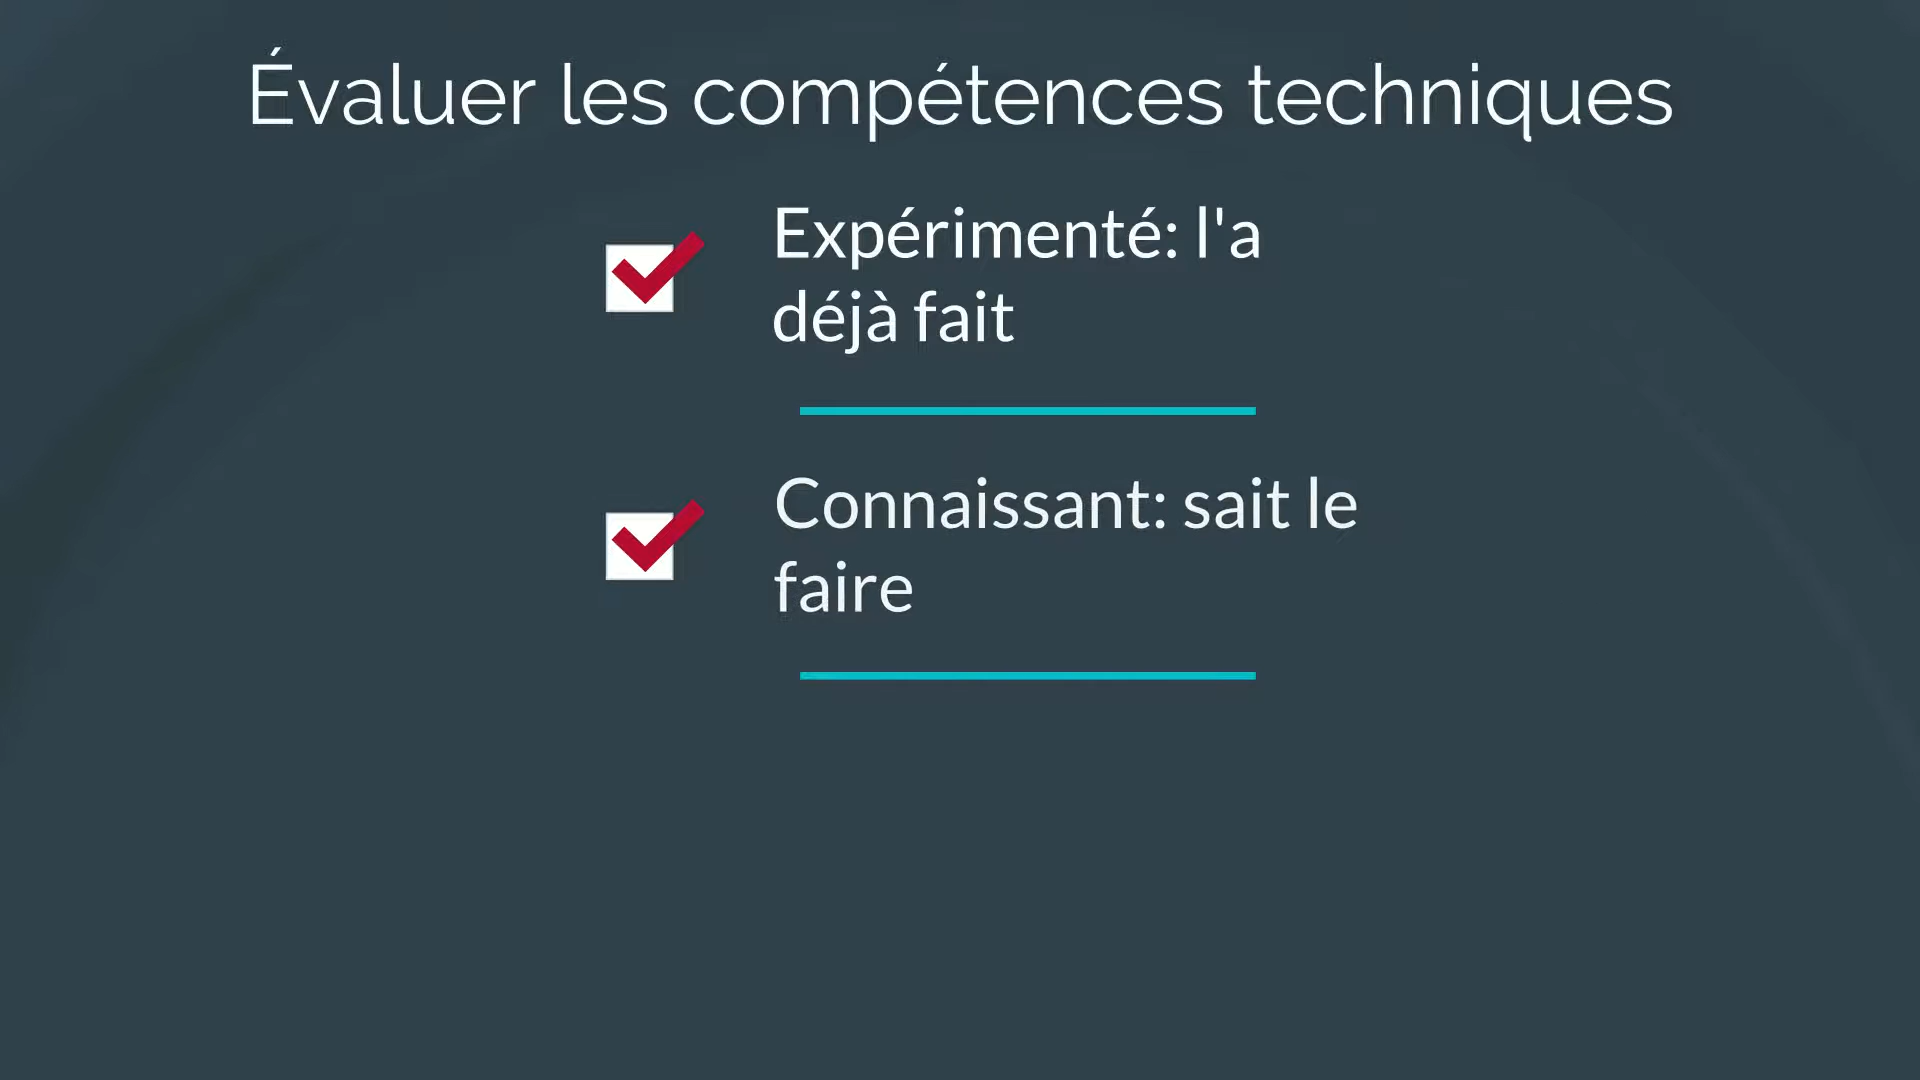 Évaluer les compétences techniques
Expérimenté: l'a
déjà fait
Connaissant: sait le
faire